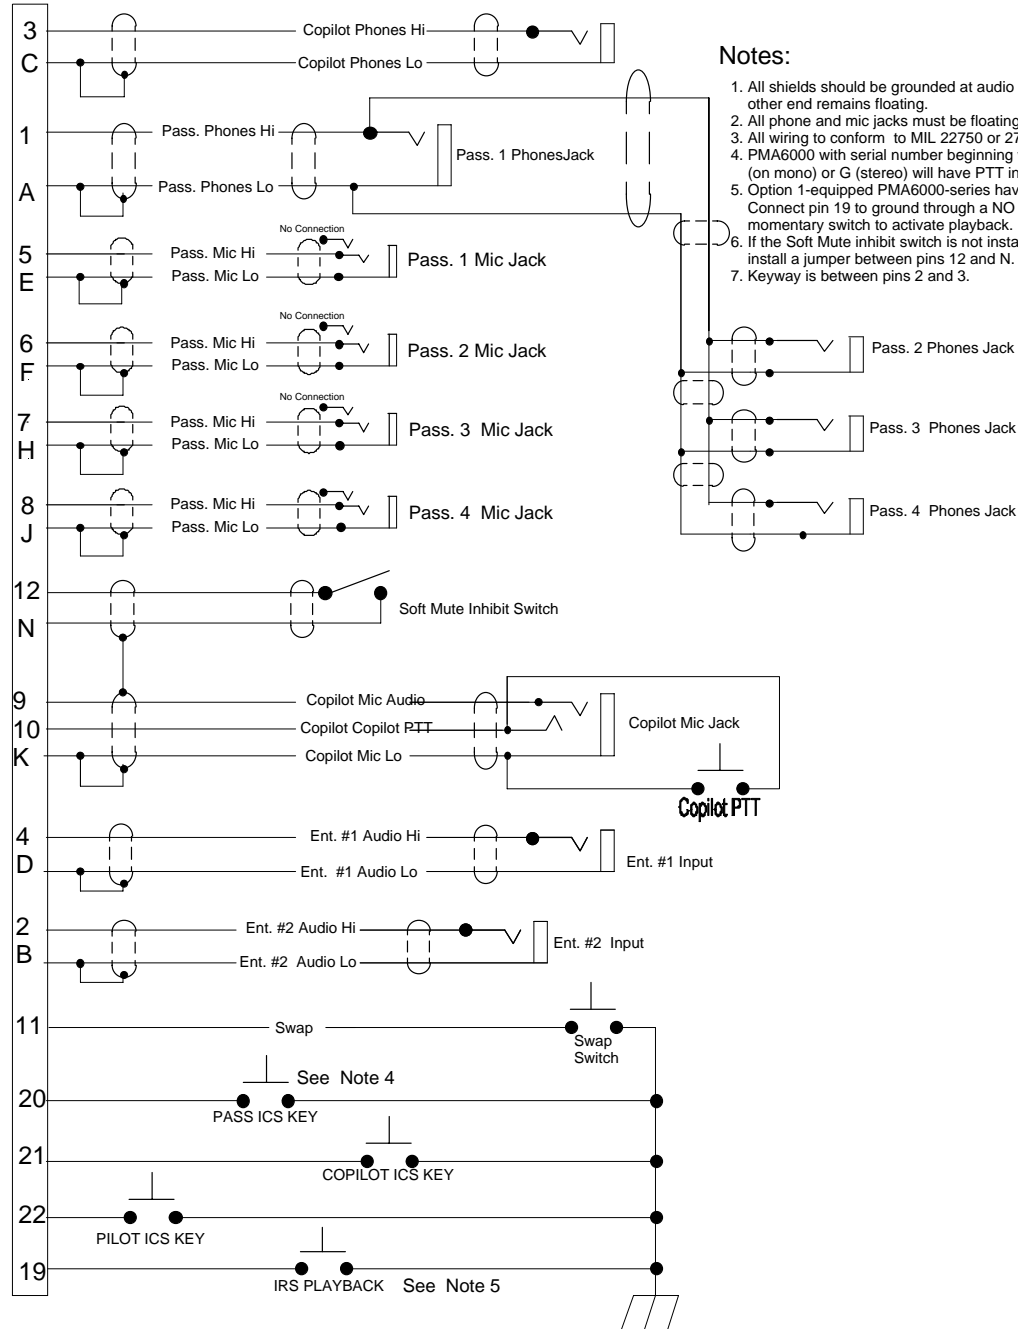 3
Copilot Phones Hi
C
Copilot Phones Lo
Notes:
1. All shields should be grounded at audio
other end remains floating.
2. All phone and mic jacks must be floating
3. All wiring to conform to MIL 22750 or 27
4. PMA6000 with serial number beginning
(on mono) or G (stereo) will have PTT in
5. Option 1-equipped PMA6000-series hav
Connect pin 19 to ground through a NO
momentary switch to activate playback.
6. If the Soft Mute inhibit switch is not insta
install a jumper between pins 12 and N.
7. Keyway is between pins 2 and 3.
1
Pass. Phones Hi
Pass. 1 PhonesJack
A
Pass. Phones Lo
No Connection
5
Pass. Mic Hi
Pass. 1 Mic Jack
E
Pass. Mic Lo
No Connection
6
Pass. Mic Hi
Pass. 2 Mic Jack
F
Pass. Mic Lo
Pass. 2 Phones Jack
No Connection
7
Pass. Mic Hi
Pass. 3 Mic Jack
H
Pass. Mic Lo
Pass. 3 Phones Jack
8
Pass. Mic Hi
Pass. 4 Mic Jack
J
Pass. Mic Lo
Pass. 4 Phones Jack
12
Soft Mute Inhibit Switch
N
9
Copilot Mic Audio
10
Copilot Copilot PTT
Copilot Mic Jack
K
Copilot Mic Lo
Copilot PTT
4
Ent. #1 Audio Hi
D
Ent. #1 Audio Lo
Ent. #1 Input
2
Ent. #2 Audio Hi
B
Ent. #2 Audio Lo
Ent. #2 Input
11
Swap
Swap
Switch
See Note 4
20
PASS ICS KEY
21
COPILOT ICS KEY
22
PILOT ICS KEY
19
IRS PLAYBACK See Note 5